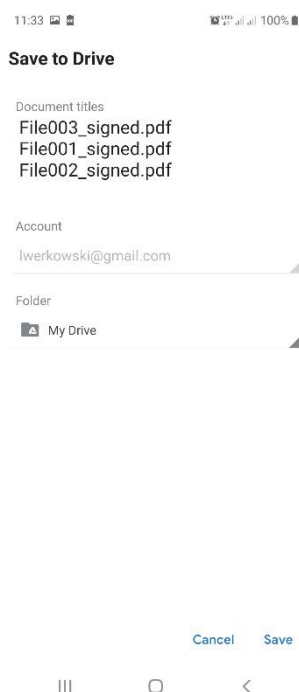 11:33 LTE+ 100%
Save to Drive
Document titles
File003_signed.pdf
File001_signed.pdf
File002_signed.pdf
Account
lwerkowski@gmail.com
Folder
My Drive
Cancel Save